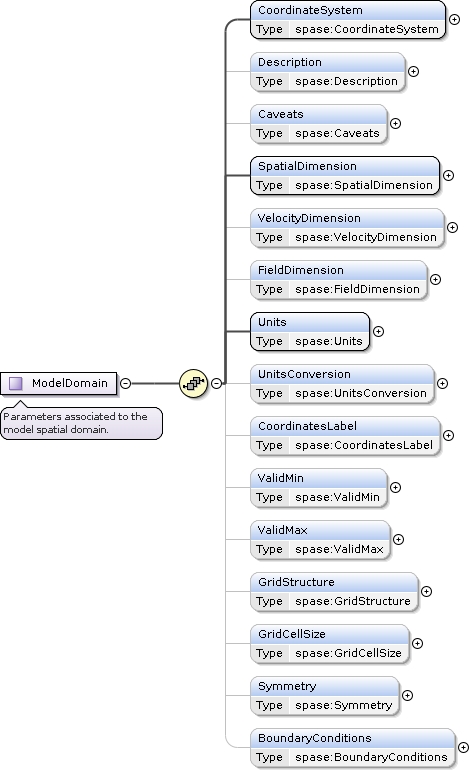 CoordinateSystem
Type spase:CoordinateSystem
Description
Type spase:Description
Caveats
Type spase:Caveats
SpatialDimension
Type spase:SpatialDimension
VelocityDimension
Type spase:VelocityDimension
FieldDimension
Type spase:FieldDimension
Units
Type spase:Units
ModelDomain
Parameters associated to the
model spatial domain.
UnitsConversion
Type spase:UnitsConversion
CoordinatesLabel
Type spase:CoordinatesLabel
ValidMin
Type spase:ValidMin
ValidMax
Type spase:ValidMax
GridStructure
Type spase:GridStructure
GridCellSize
Type spase:GridCellSize
Symmetry
Type spase:Symmetry
BoundaryConditions
Type spase:BoundaryConditions